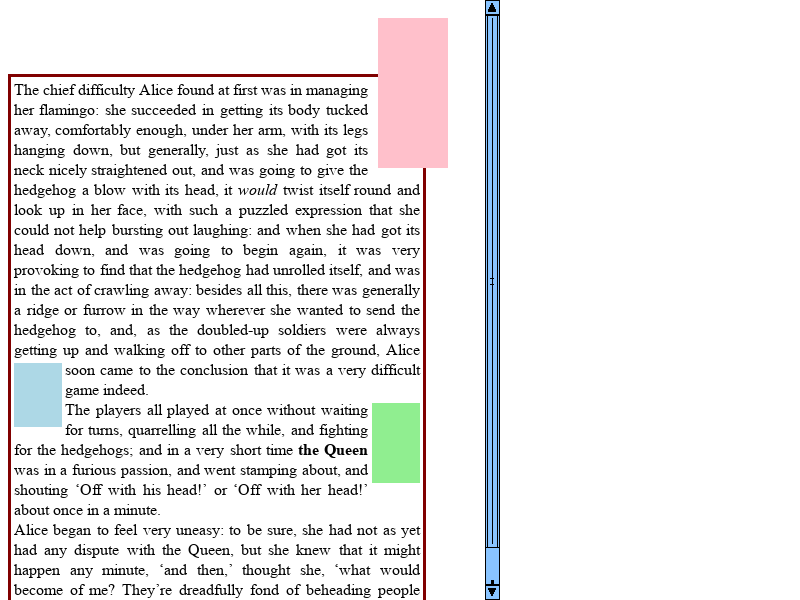 The chief difficulty Alice found at first was in managing
her flamingo: she succeeded in getting its body tucked
away, comfortably enough, under her arm, with its legs
hanging down, but generally, just as she had got its
neck nicely straightened out, and was going to give the
hedgehog a blow with its head, it would twist itself round and
look up in her face, with such a puzzled expression that she
could not help bursting out laughing: and when she had got its
head down, and was going to begin again, it was very
provoking to find that the hedgehog had unrolled itself, and was
in the act of crawling away: besides all this, there was generally
a ridge or furrow in the way wherever she wanted to send the
hedgehog to, and, as the doubled-up soldiers were always
getting up and walking off to other parts of the ground, Alice
soon came to the conclusion that it was a very difficult
game indeed.
The players all played at once without waiting
for turns, quarrelling all the while, and fighting
for the hedgehogs; and in a very short time the Queen
was in a furious passion, and went stamping about, and
shouting ‘Off with his head!’ or ‘Off with her head!’
about once in a minute.
Alice began to feel very uneasy: to be sure, she had not as yet
had any dispute with the Queen, but she knew that it might
happen any minute, ‘and then,’ thought she, ‘what would
become of me? They’re dreadfully fond of beheading people